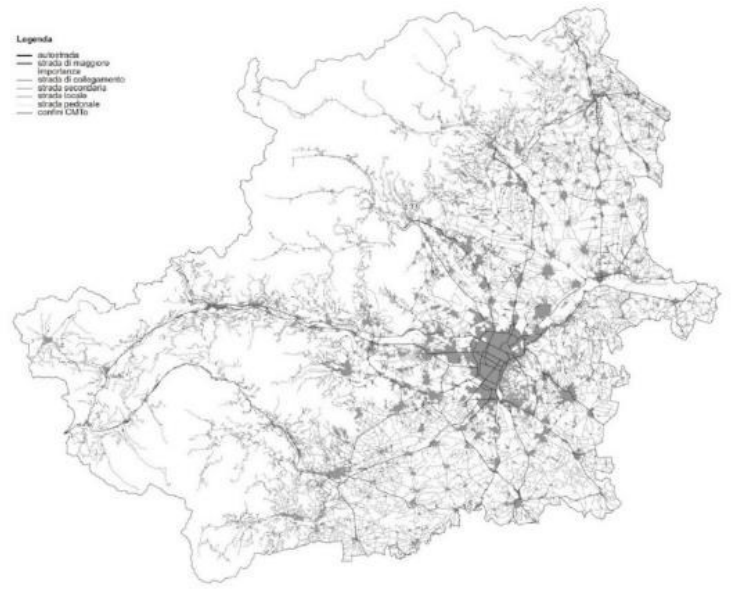 Legenda
autostrada
strada di maggiore
importanza
strada di collegamento
strada secondaria
strada locale
strada pedonale
confini CMTo